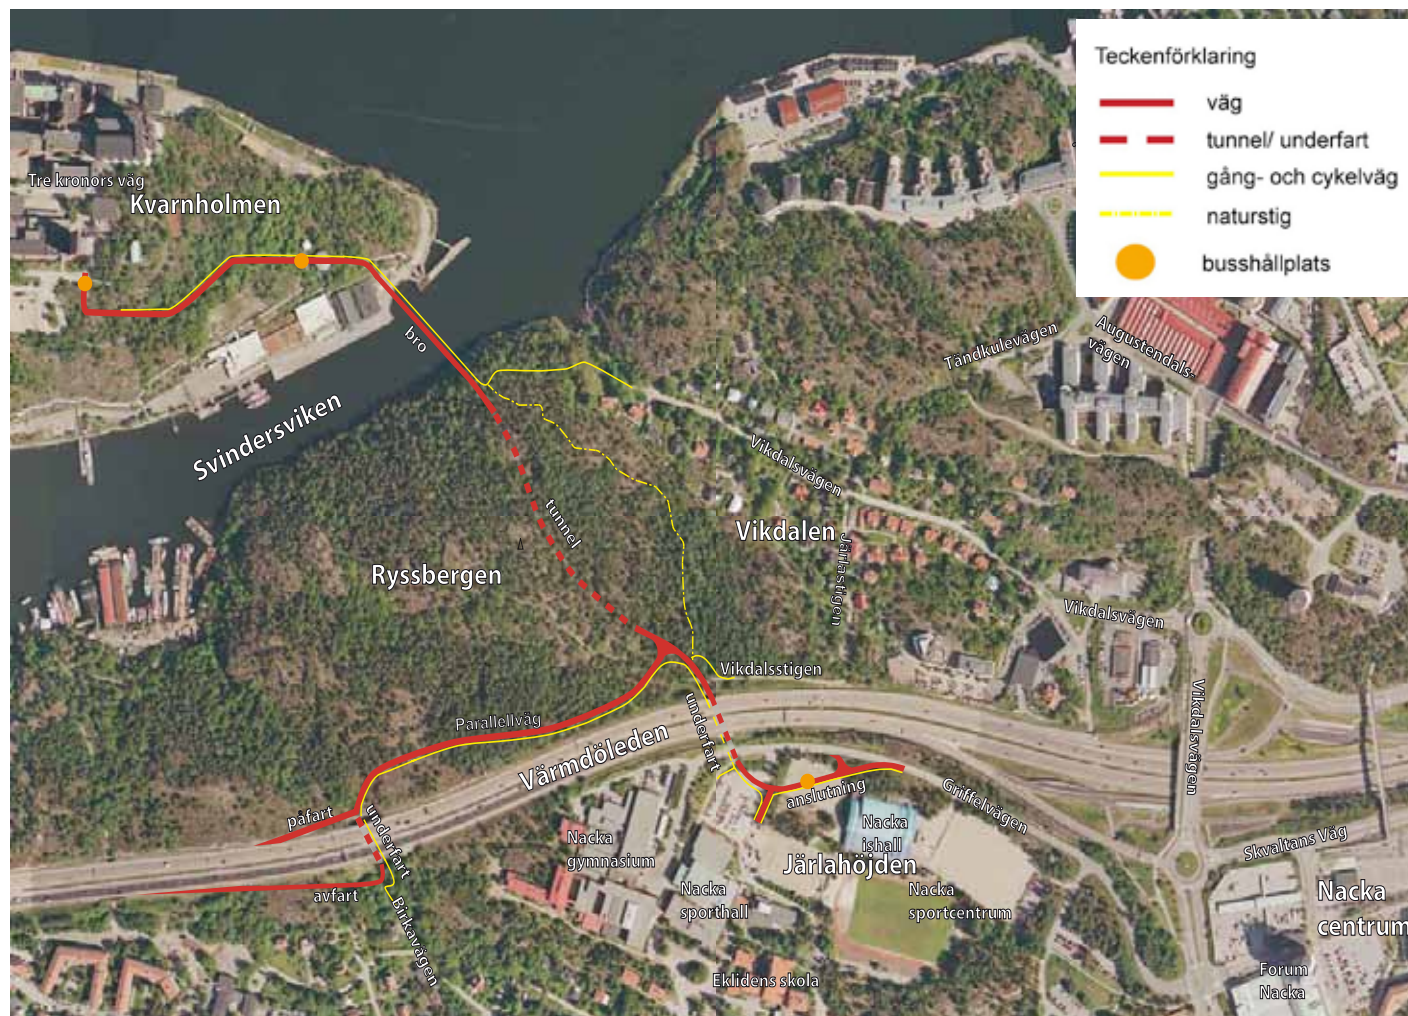 Teckenförklaring
väg
tunnel/ underfart
gång- och cykelväg
naturstig
busshållplats
Tre kronors väg
Kvarnholmen
bro
Svindersviken
Tändkulevägen
Augustendals-
vägen
Vikdalsvägen
tunnel
Vikdalen
Järlastigen
Ryssbergen
Vikdalsvägen
Vikdalsstigen
Vikdalsvägen
Parallellväg
underfart
Värmdöleden
påfart
underfart
anslutning
Griffelvägen
Nacka
ishall
Nacka
gymnasium
Järlahöjden
Skvaltans Väg
avfart
Birkavägen
Nacka
sporthall
Nacka
sportcentrum
Nacka
centrum
Eklidens skola
Forum
Nacka